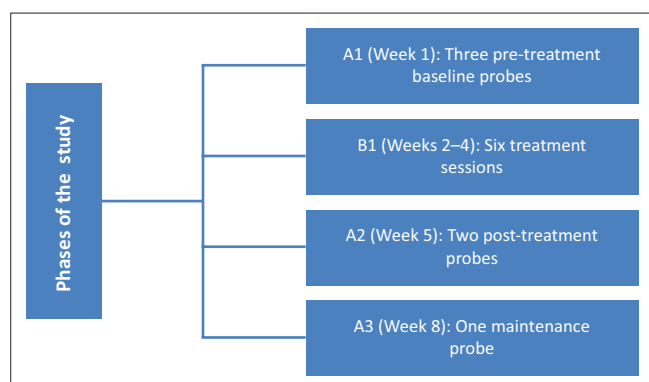 Phases of the study
A1 (Week 1): Three pre-treatment
baseline probes
B1 (Weeks 2–4): Six treatment
sessions
A2 (Week 5): Two post-treatment
probes
A3 (Week 8): One maintenance
probe